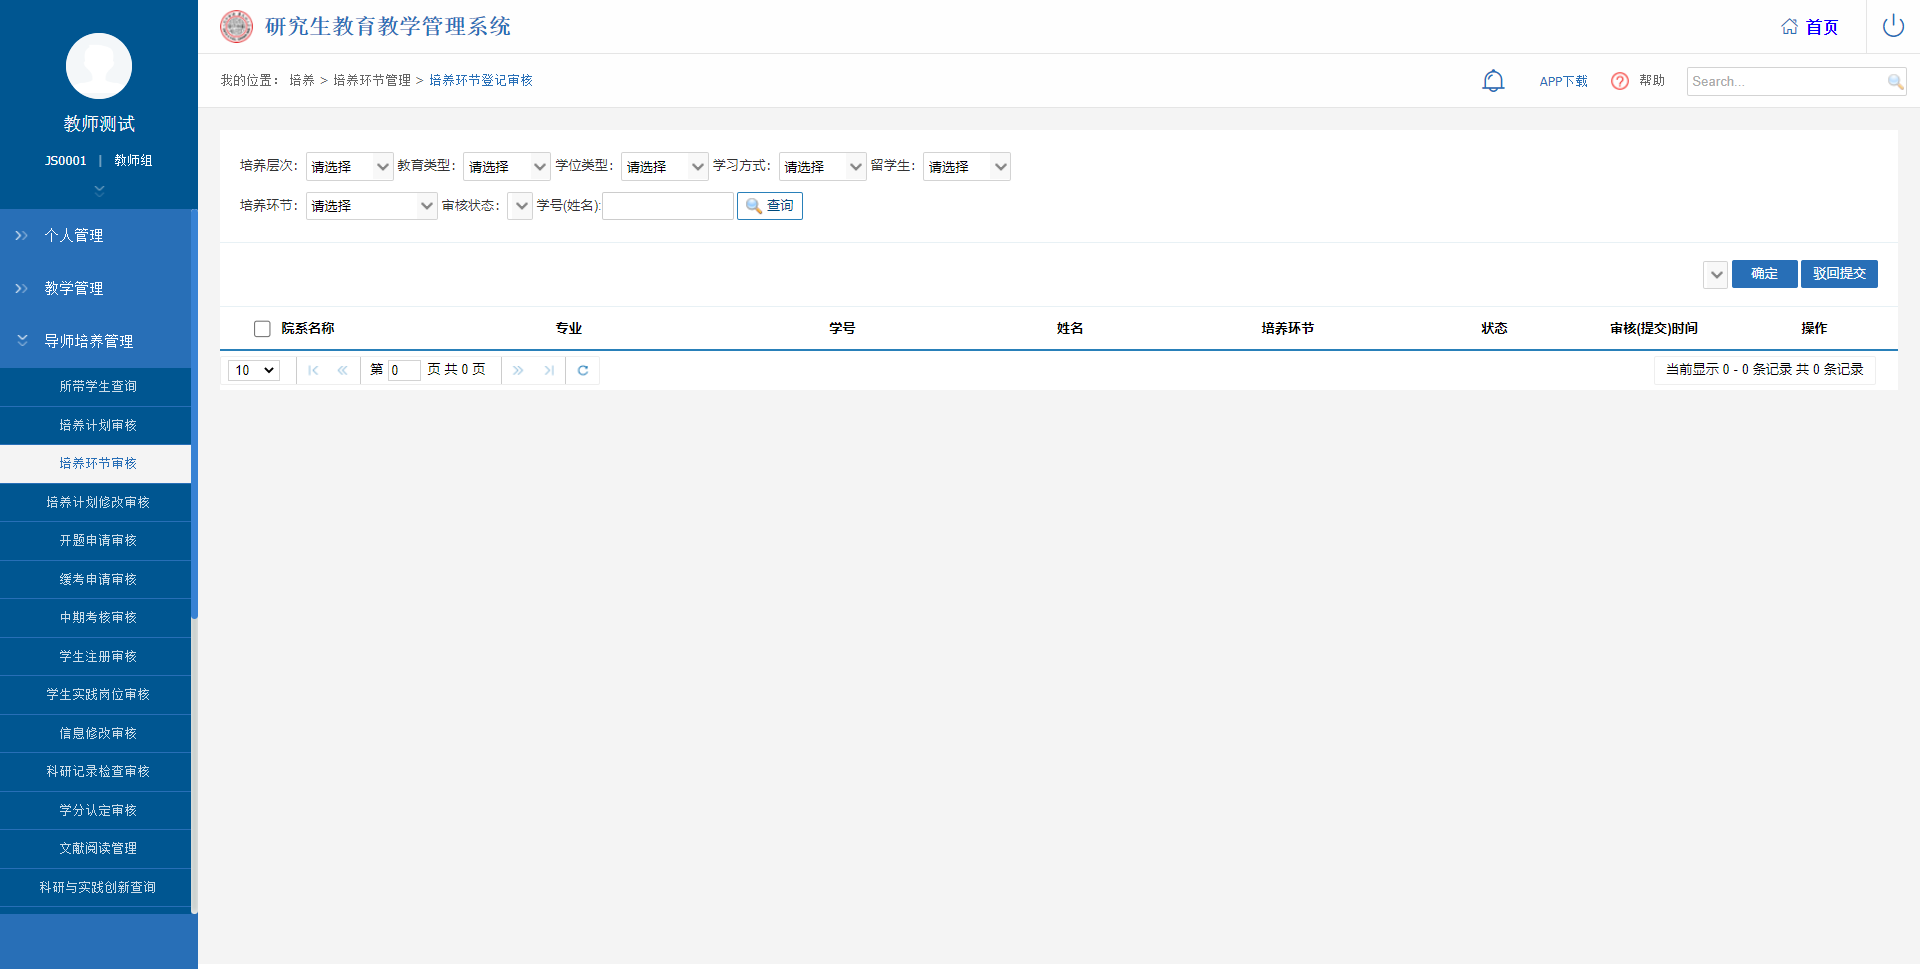 研究生教育教学管理系统
首页
我的位置： 培养 > 培养环节管理 > 培养环节登记审核
APP下载
帮助
Search...
教师测试
JS0001 | 教师组
个人管理
教学管理
导师培养管理
所带学生查询
培养计划审核
培养环节审核
培养计划修改审核
开题申请审核
缓考申请审核
中期考核审核
学生注册审核
学生实践岗位审核
信息修改审核
科研记录检查审核
学分认定审核
文献阅读管理
科研与实践创新查询
培养层次： 请选择 教育类型： 请选择 学位类型： 请选择 学习方式： 请选择 留学生： 请选择
培养环节： 请选择 审核状态： 学号(姓名): 查询
确定 驳回提交
院系名称 专业 学号 姓名 培养环节 状态 审核(提交)时间 操作
10 第 0 页 共 0 页 当前显示 0 - 0 条记录 共 0 条记录